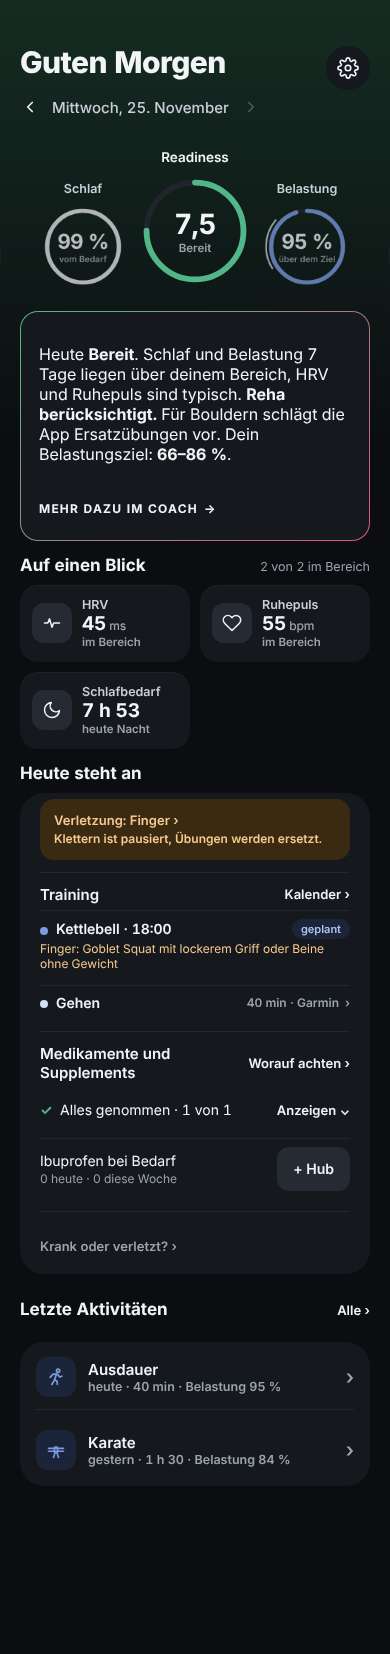 Guten Morgen
Mittwoch, 25. November
Readiness
Schlaf
Belastung
7,5
Bereit
99 %
vom Bedarf
95 %
über dem Ziel
Heute Bereit. Schlaf und Belastung 7
Tage liegen über deinem Bereich, HRV
und Ruhepuls sind typisch. Reha
berücksichtigt. Für Bouldern schlägt die
App Ersatzübungen vor. Dein
Belastungsziel: 66–86 %.
MEHR DAZU IM COACH →
Auf einen Blick
2 von 2 im Bereich
HRV
45 ms
im Bereich
Ruhepuls
55 bpm
im Bereich
Schlafbedarf
7 h 53
heute Nacht
Heute steht an
Verletzung: Finger ›
Klettern ist pausiert, Übungen werden ersetzt.
Training
Kalender ›
Kettlebell · 18:00
geplant
Finger: Goblet Squat mit lockerem Griff oder Beine
ohne Gewicht
Gehen
40 min · Garmin ›
Medikamente und
Supplements
Worauf achten ›
✓ Alles genommen · 1 von 1
Anzeigen
Ibuprofen bei Bedarf
0 heute · 0 diese Woche
+ Hub
Krank oder verletzt? ›
Letzte Aktivitäten
Alle ›
Ausdauer
heute · 40 min · Belastung 95 %
Karate
gestern · 1 h 30 · Belastung 84 %